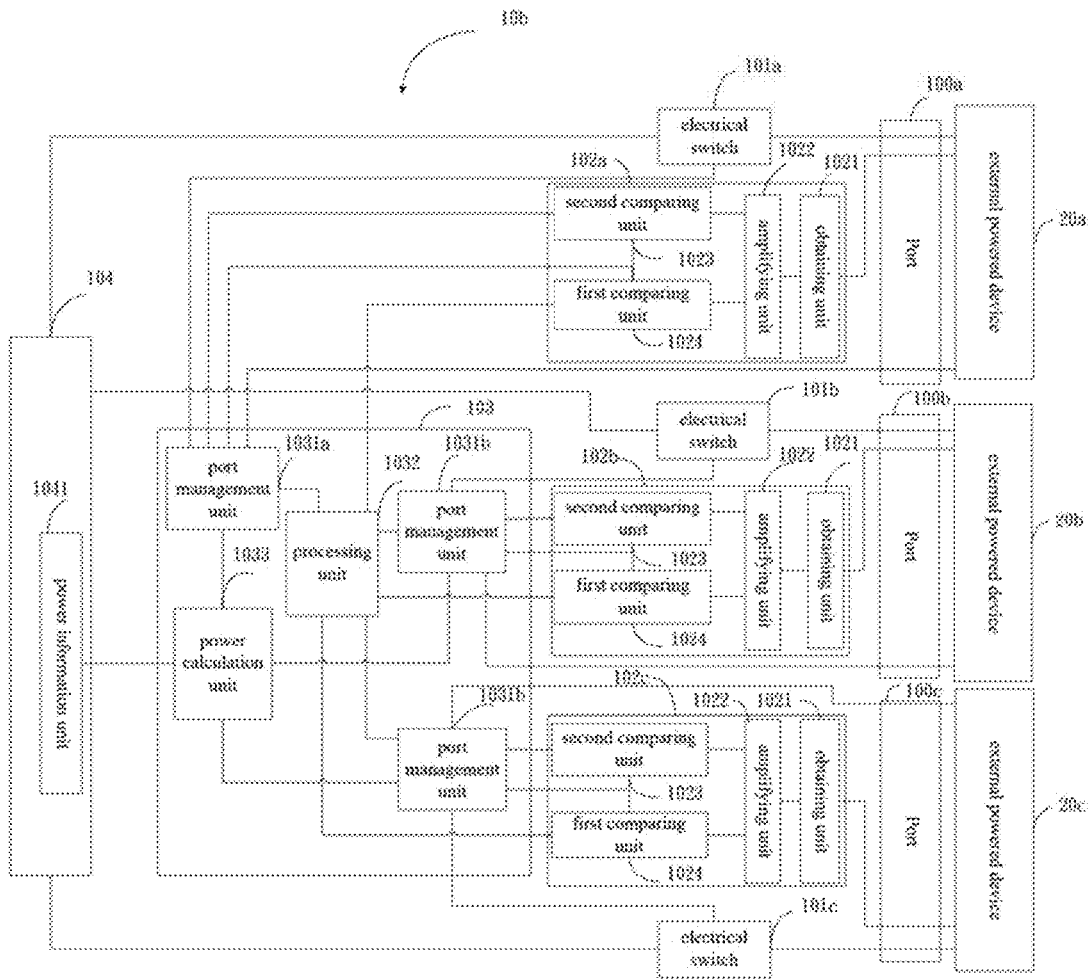 10b
101a
100a
electrical
switch
102a
1022
1021
second comparing
unit
1023
first comparing
unit
1024
amplifying unit
obtaining unit
Port
external powered device
20a
104
103
101b
electrical
switch
100b
1031a
port
management
unit
1032
1031b
port
management
unit
102b
1022
1021
second comparing
unit
1023
first comparing
unit
1024
amplifying unit
obtaining unit
Port
external powered device
20b
1041
power information unit
1033
processing
unit
power
calculation
unit
1031b
port
management
unit
102c
1022
1021
100c
second comparing
unit
1023
first comparing
unit
1024
amplifying unit
obtaining unit
Port
external powered device
20c
electrical
switch
101c